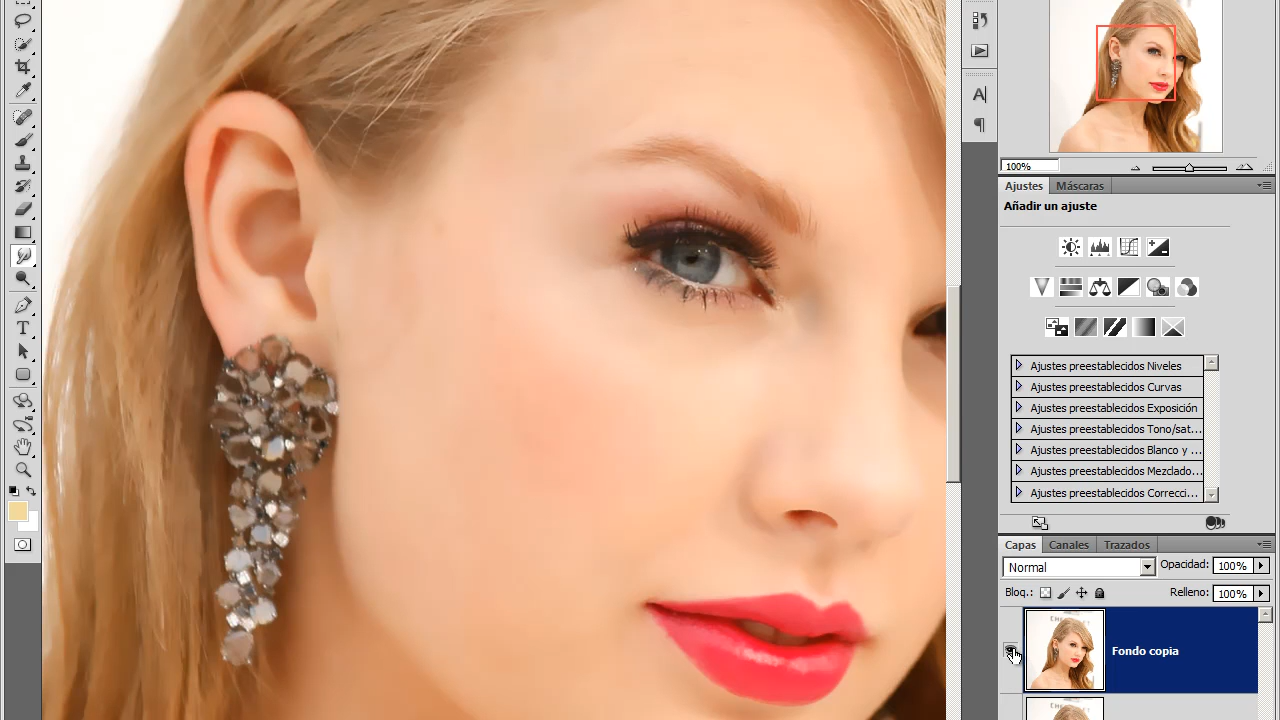 A
¶
100%
Ajustes Máscaras
Añadir un ajuste
Ajustes preestablecidos Niveles
Ajustes preestablecidos Curvas
Ajustes preestablecidos Exposición
Ajustes preestablecidos Tono/sat...
Ajustes preestablecidos Blanco y ...
Ajustes preestablecidos Mezclado...
Ajustes preestablecidos Correcci...
Capas Canales Trazados
Normal Opacidad: 100%
Bloq.: Relleno: 100%
Fondo copia
T